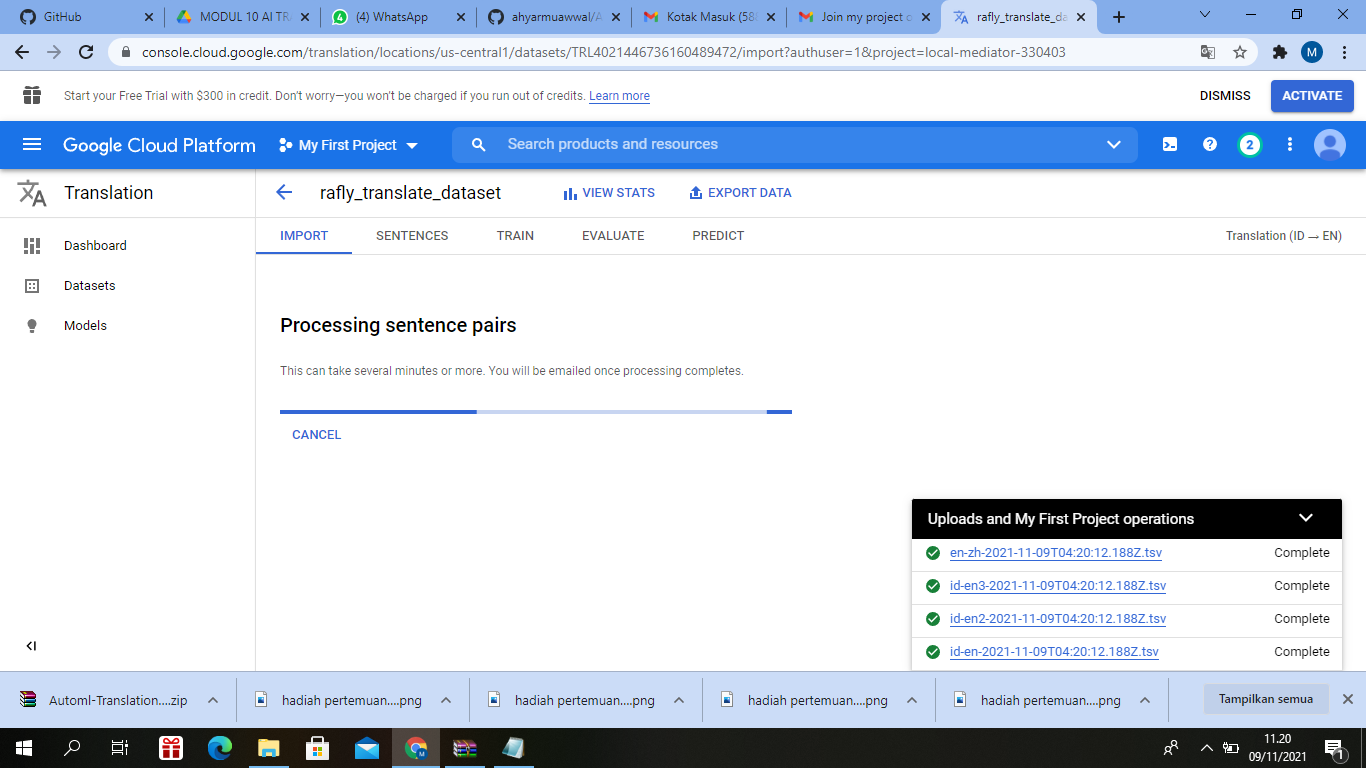 GitHub
MODUL 10 AI TRA
(4) WhatsApp
ahyarmuawwal/A
Kotak Masuk (588
Join my project o
rafly_translate_da
console.cloud.google.com/translation/locations/us-central1/datasets/TRL4021446736160489472/import?authuser=1&project=local-mediator-330403
M
Start your Free Trial with $300 in credit. Don't worry—you won't be charged if you run out of credits. Learn more
DISMISS
ACTIVATE
Google Cloud Platform
My First Project
Search products and resources
2
Translation
rafly_translate_dataset
VIEW STATS
EXPORT DATA
Dashboard
Datasets
Models
IMPORT
SENTENCES
TRAIN
EVALUATE
PREDICT
Translation (ID → EN)
Processing sentence pairs
This can take several minutes or more. You will be emailed once processing completes.
CANCEL
Uploads and My First Project operations
en-zh-2021-11-09T04:20:12.188Z.tsv Complete
id-en3-2021-11-09T04:20:12.188Z.tsv Complete
id-en2-2021-11-09T04:20:12.188Z.tsv Complete
id-en-2021-11-09T04:20:12.188Z.tsv Complete
Automl-Translation....zip
hadiah pertemuan....png
hadiah pertemuan....png
hadiah pertemuan....png
hadiah pertemuan....png
Tampilkan semua
11.20
09/11/2021
1